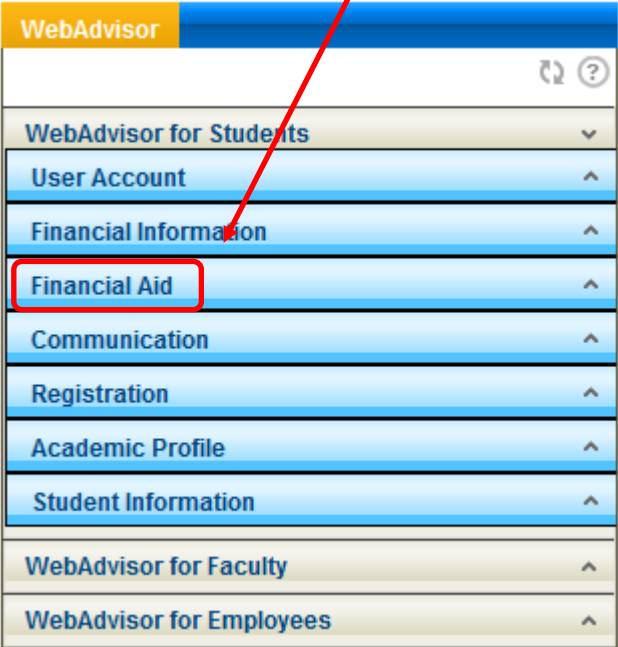 WebAdvisor
?
WebAdvisor for Students
User Account
Financial Information
Financial Aid
Communication
Registration
Academic Profile
Student Information
WebAdvisor for Faculty
WebAdvisor for Employees